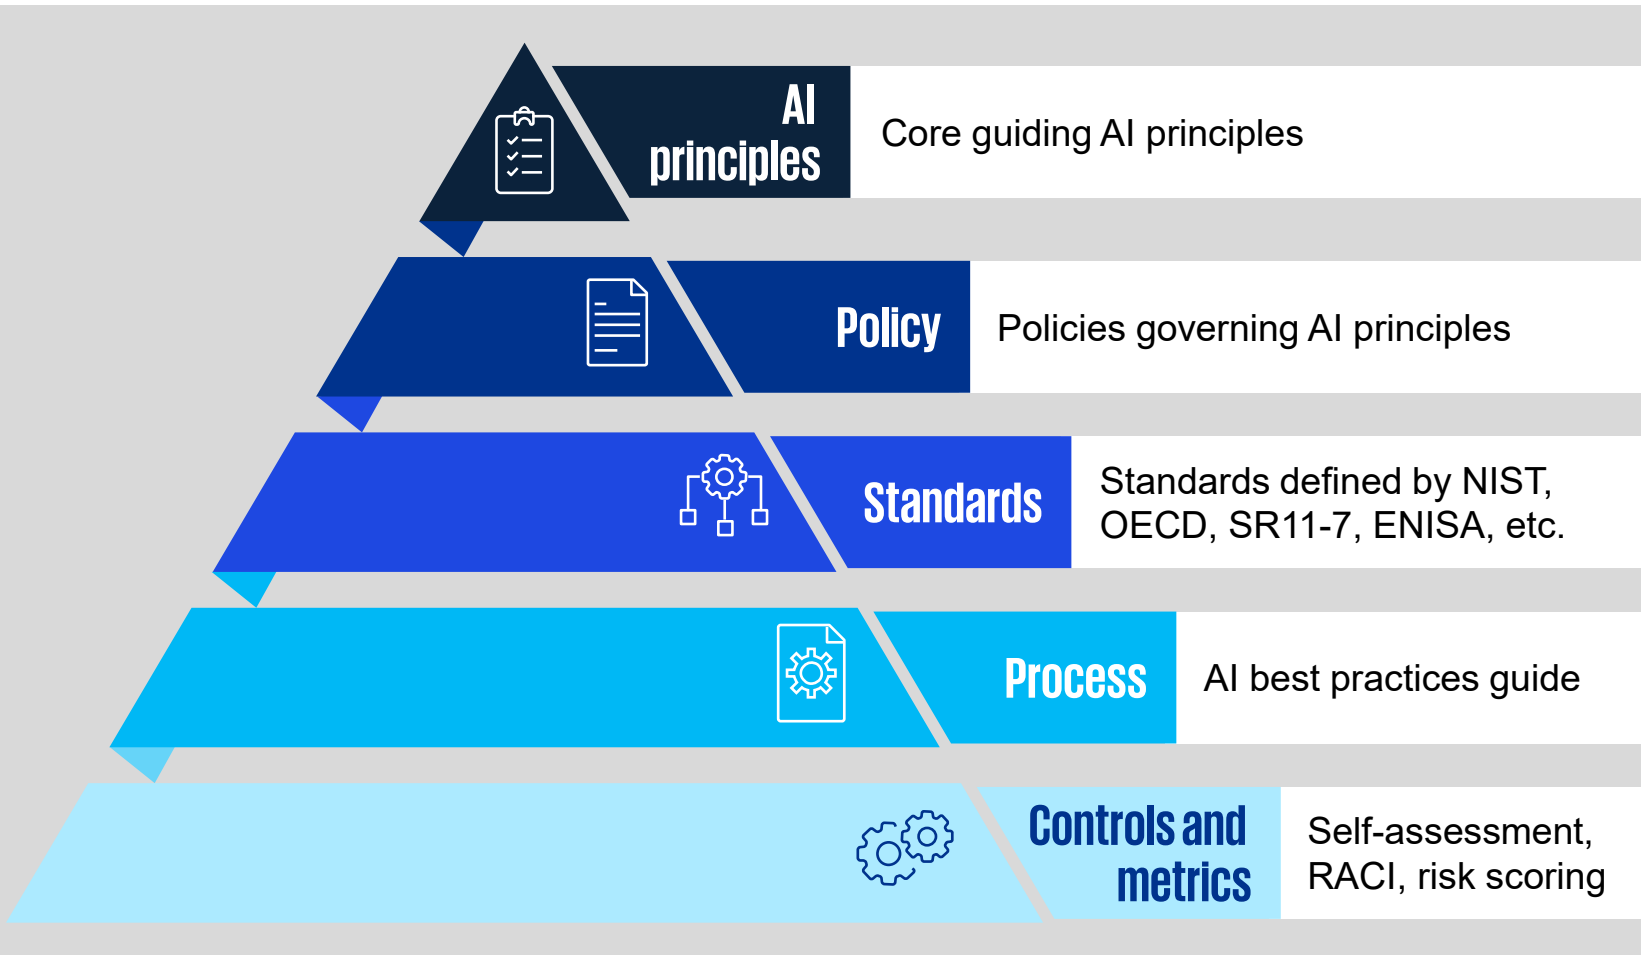 AI
principles
Core guiding AI principles
Policy
Policies governing AI principles
Standards
Standards defined by NIST,
OECD, SR11-7, ENISA, etc.
Process
AI best practices guide
Controls and
metrics
Self-assessment,
RACI, risk scoring